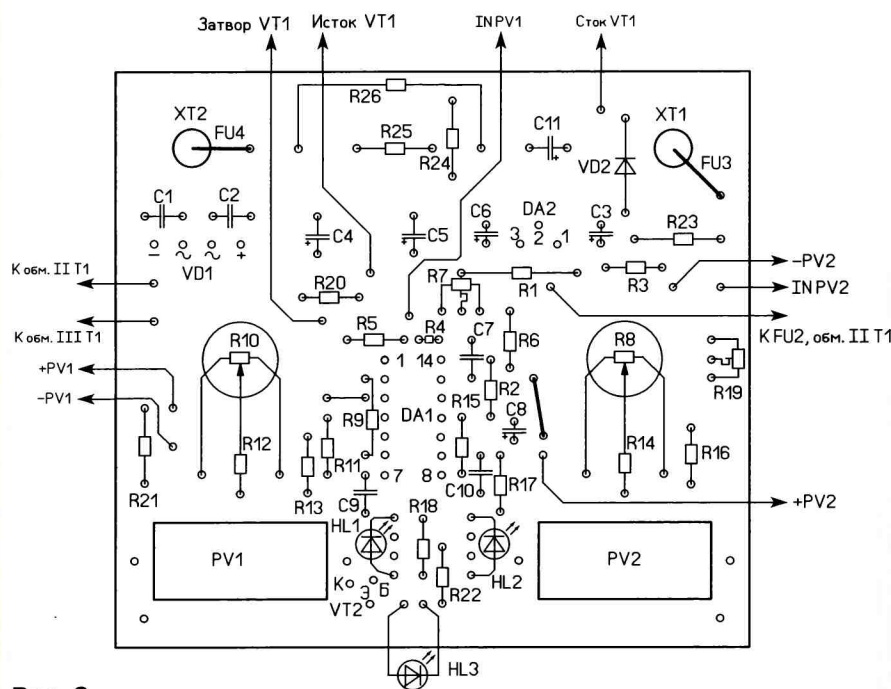 Затвор VT1 Исток VT1 INPV1 Сток VT1
R26
XT2 XT1
FU4 R25 C11
R24 VD2 FU3
C1 C2 C6 DA2 C3
C4 C5 3 2 1 R23
– ~ ~ +
VD1
К обм. II T1 R20 R7 R1 R3 –PV2
INPV2
К обм. III T1 R5 R4 C7 R6 К FU2, обм. II T1
R10 R8
+PV1 1 14 R19
–PV1 R2
R15 C8
R9 DA1
R12 R11 R14 R16
R21 R13 7 8 C10 R17 +PV2
C9 R18
HL1
PV1 PV2
К Э Б R22 HL2
VT2
HL3